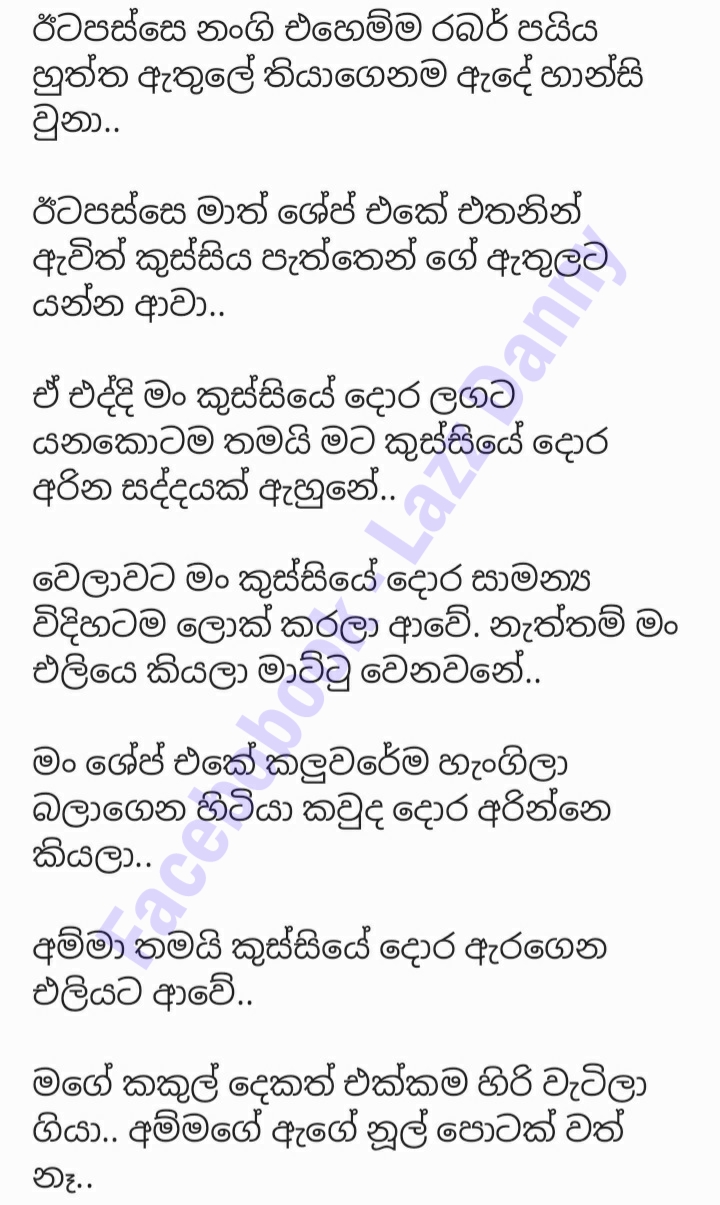 ඊටපස්සෙ නංගි එහෙම්ම රබර් පයිය
හුත්ත ඇතුලේ තියාගෙනම ඇදේ හාන්සි
වුනා..
ඊටපස්සෙ මාත් ශේප් එකේ එතනින්
ඇවිත් කුස්සිය පැත්තෙන් ගේ ඇතුලට
යන්න ආවා..
ඒ එද්දි මං කුස්සියේ දොර ලගට
යනකොටම තමයි මට කුස්සියේ දොර
අරින සද්දයක් ඇහුනේ..
වෙලාවට මං කුස්සියේ දොර සාමන්‍ය
විදිහටම ලොක් කරලා ආවේ. නැත්තම් මං
එලියෙ කියලා මාට්ටු වෙනවනේ..
මං ශේප් එකේ කලුවරේම හැංගිලා
බලාගෙන හිටියා කවුද දොර අරින්නෙ
කියලා..
අම්මා තමයි කුස්සියේ දොර ඇරගෙන
එලියට ආවේ..
මගේ කකුල් දෙකත් එක්කම හිරි වැටිලා
ගියා.. අම්මගේ ඇගේ නූල් පොටක් වත්
නෑ..
Facebook - Lazz Danny